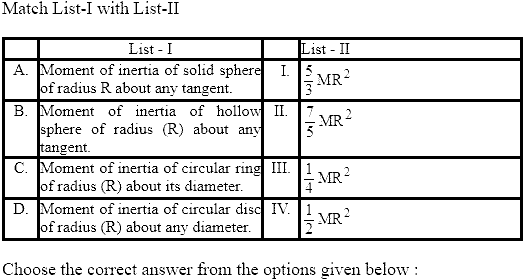 Match List-I with List-II
List - I List - II
A. Moment of inertia of solid sphere I. 5/3 MR²
of radius R about any tangent.
B. Moment of inertia of hollow II. 7/5 MR²
sphere of radius (R) about any
tangent.
C. Moment of inertia of circular ring III. 1/4 MR²
of radius (R) about its diameter.
D. Moment of inertia of circular disc IV. 1/2 MR²
of radius (R) about any diameter.
Choose the correct answer from the options given below :